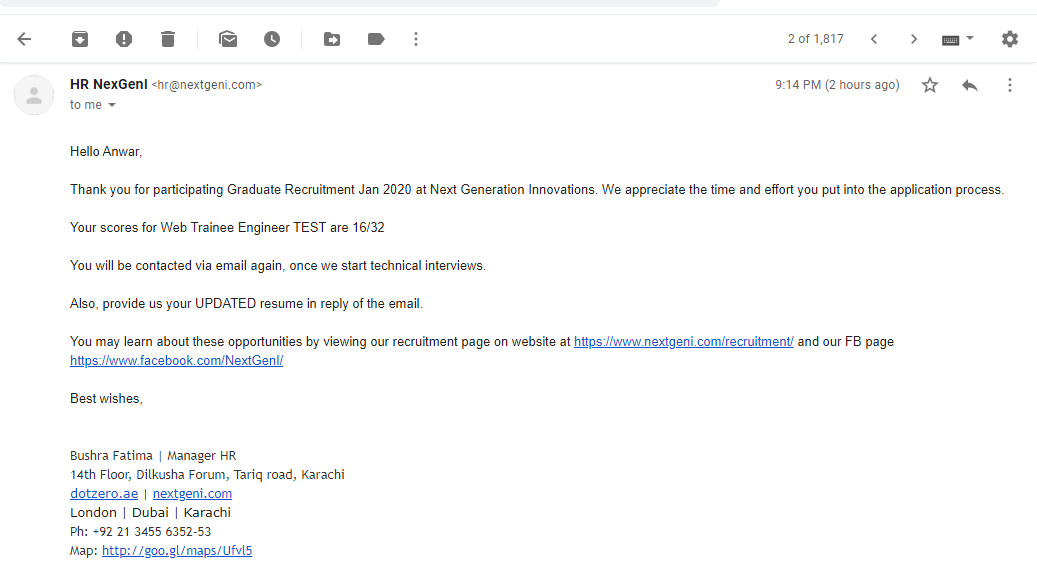 2 of 1,817
HR NexGenI <hr@nextgeni.com>
9:14 PM (2 hours ago)
to me
Hello Anwar,
Thank you for participating Graduate Recruitment Jan 2020 at Next Generation Innovations. We appreciate the time and effort you put into the application process.
Your scores for Web Trainee Engineer TEST are 16/32
You will be contacted via email again, once we start technical interviews.
Also, provide us your UPDATED resume in reply of the email.
You may learn about these opportunities by viewing our recruitment page on website at https://www.nextgeni.com/recruitment/ and our FB page
https://www.facebook.com/NextGenI/
Best wishes,
Bushra Fatima | Manager HR
14th Floor, Dilkusha Forum, Tariq road, Karachi
dotzero.ae | nextgeni.com
London | Dubai | Karachi
Ph: +92 21 3455 6352-53
Map: http://goo.gl/maps/Ufvl5